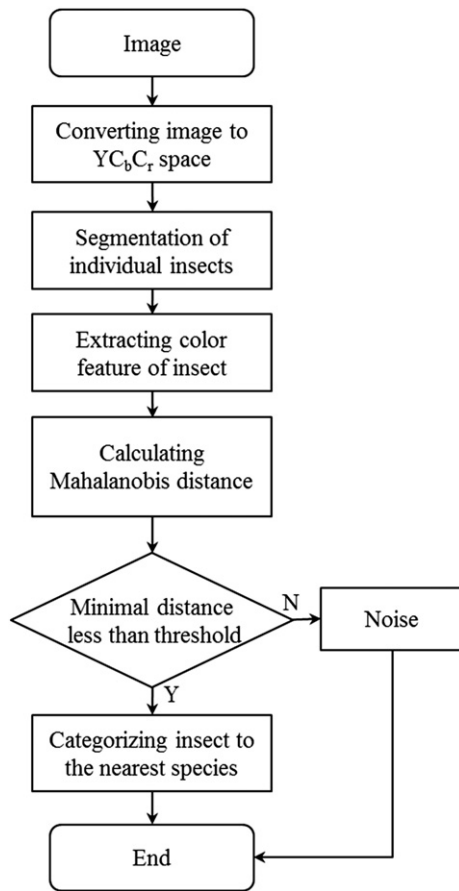 Image
Converting image to
YCbCr space
Segmentation of
individual insects
Extracting color
feature of insect
Calculating
Mahalanobis distance
Minimal distance
less than threshold
N
Noise
Y
Categorizing insect to
the nearest species
End